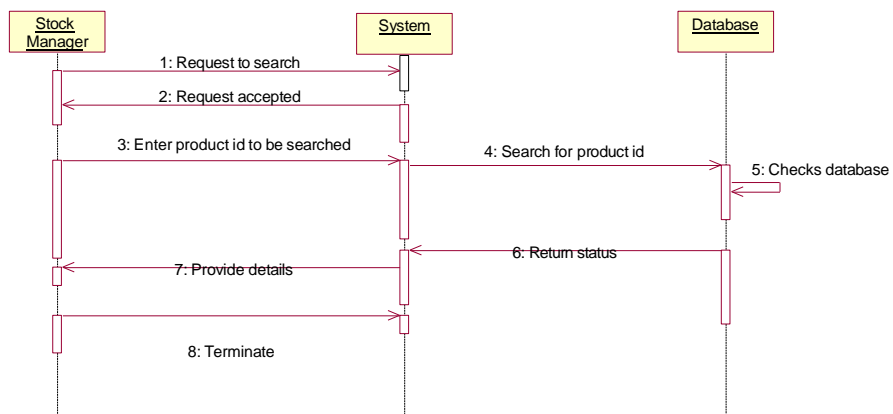 Stock
Manager
System
Database
1: Request to search
2: Request accepted
3: Enter product id to be searched
4: Search for product id
5: Checks database
6: Return status
7: Provide details
8: Terminate